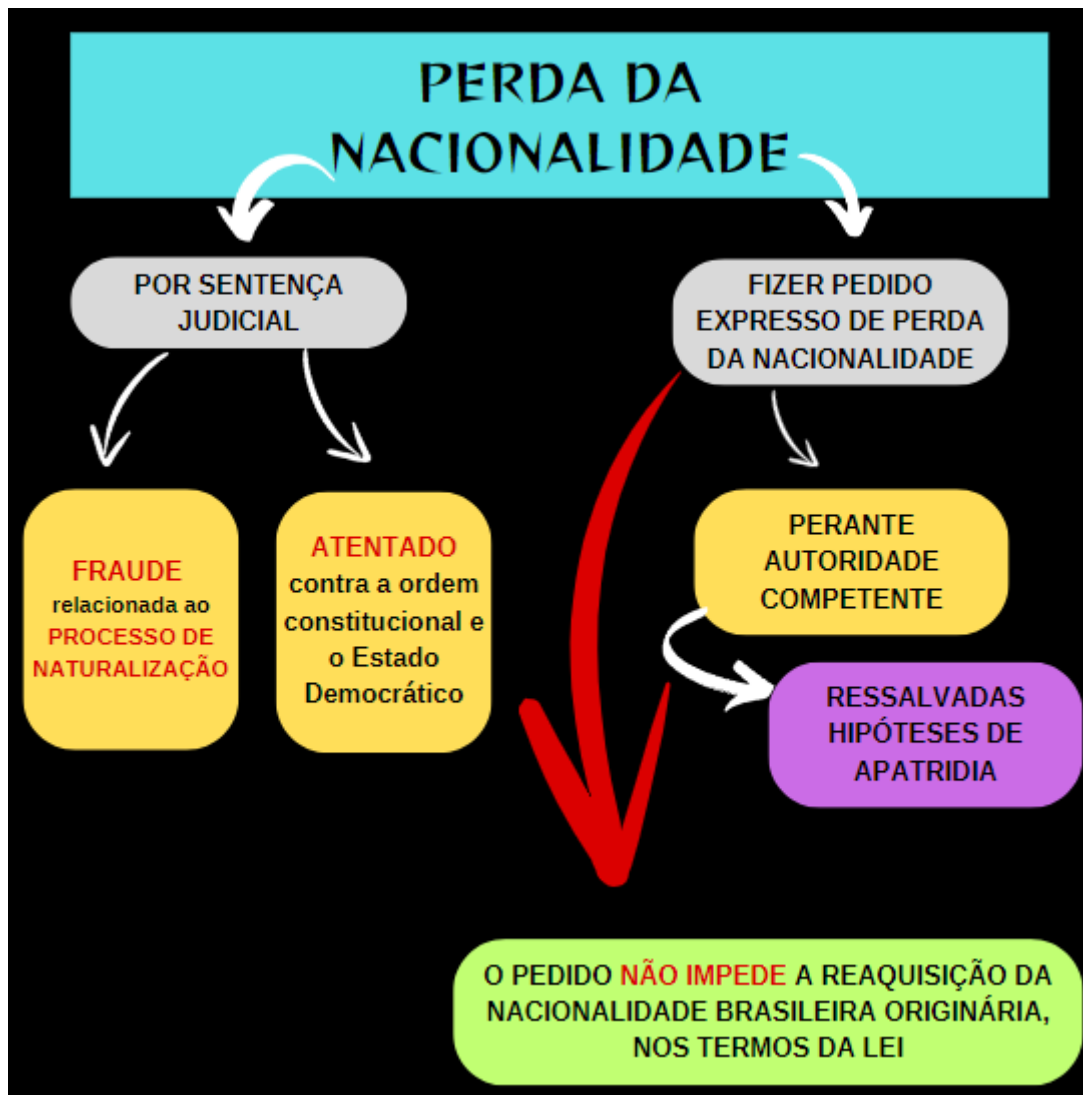 PERDA DA
NACIONALIDADE
POR SENTENÇA
JUDICIAL
FIZER PEDIDO
EXPRESSO DE PERDA
DA NACIONALIDADE
FRAUDE
relacionada ao
PROCESSO DE
NATURALIZAÇÃO
ATENTADO
contra a ordem
constitucional e
o Estado
Democrático
PERANTE
AUTORIDADE
COMPETENTE
RESSALVADAS
HIPÓTESES DE
APATRIDIA
O PEDIDO NÃO IMPEDE A REAQUISIÇÃO DA
NACIONALIDADE BRASILEIRA ORIGINÁRIA,
NOS TERMOS DA LEI